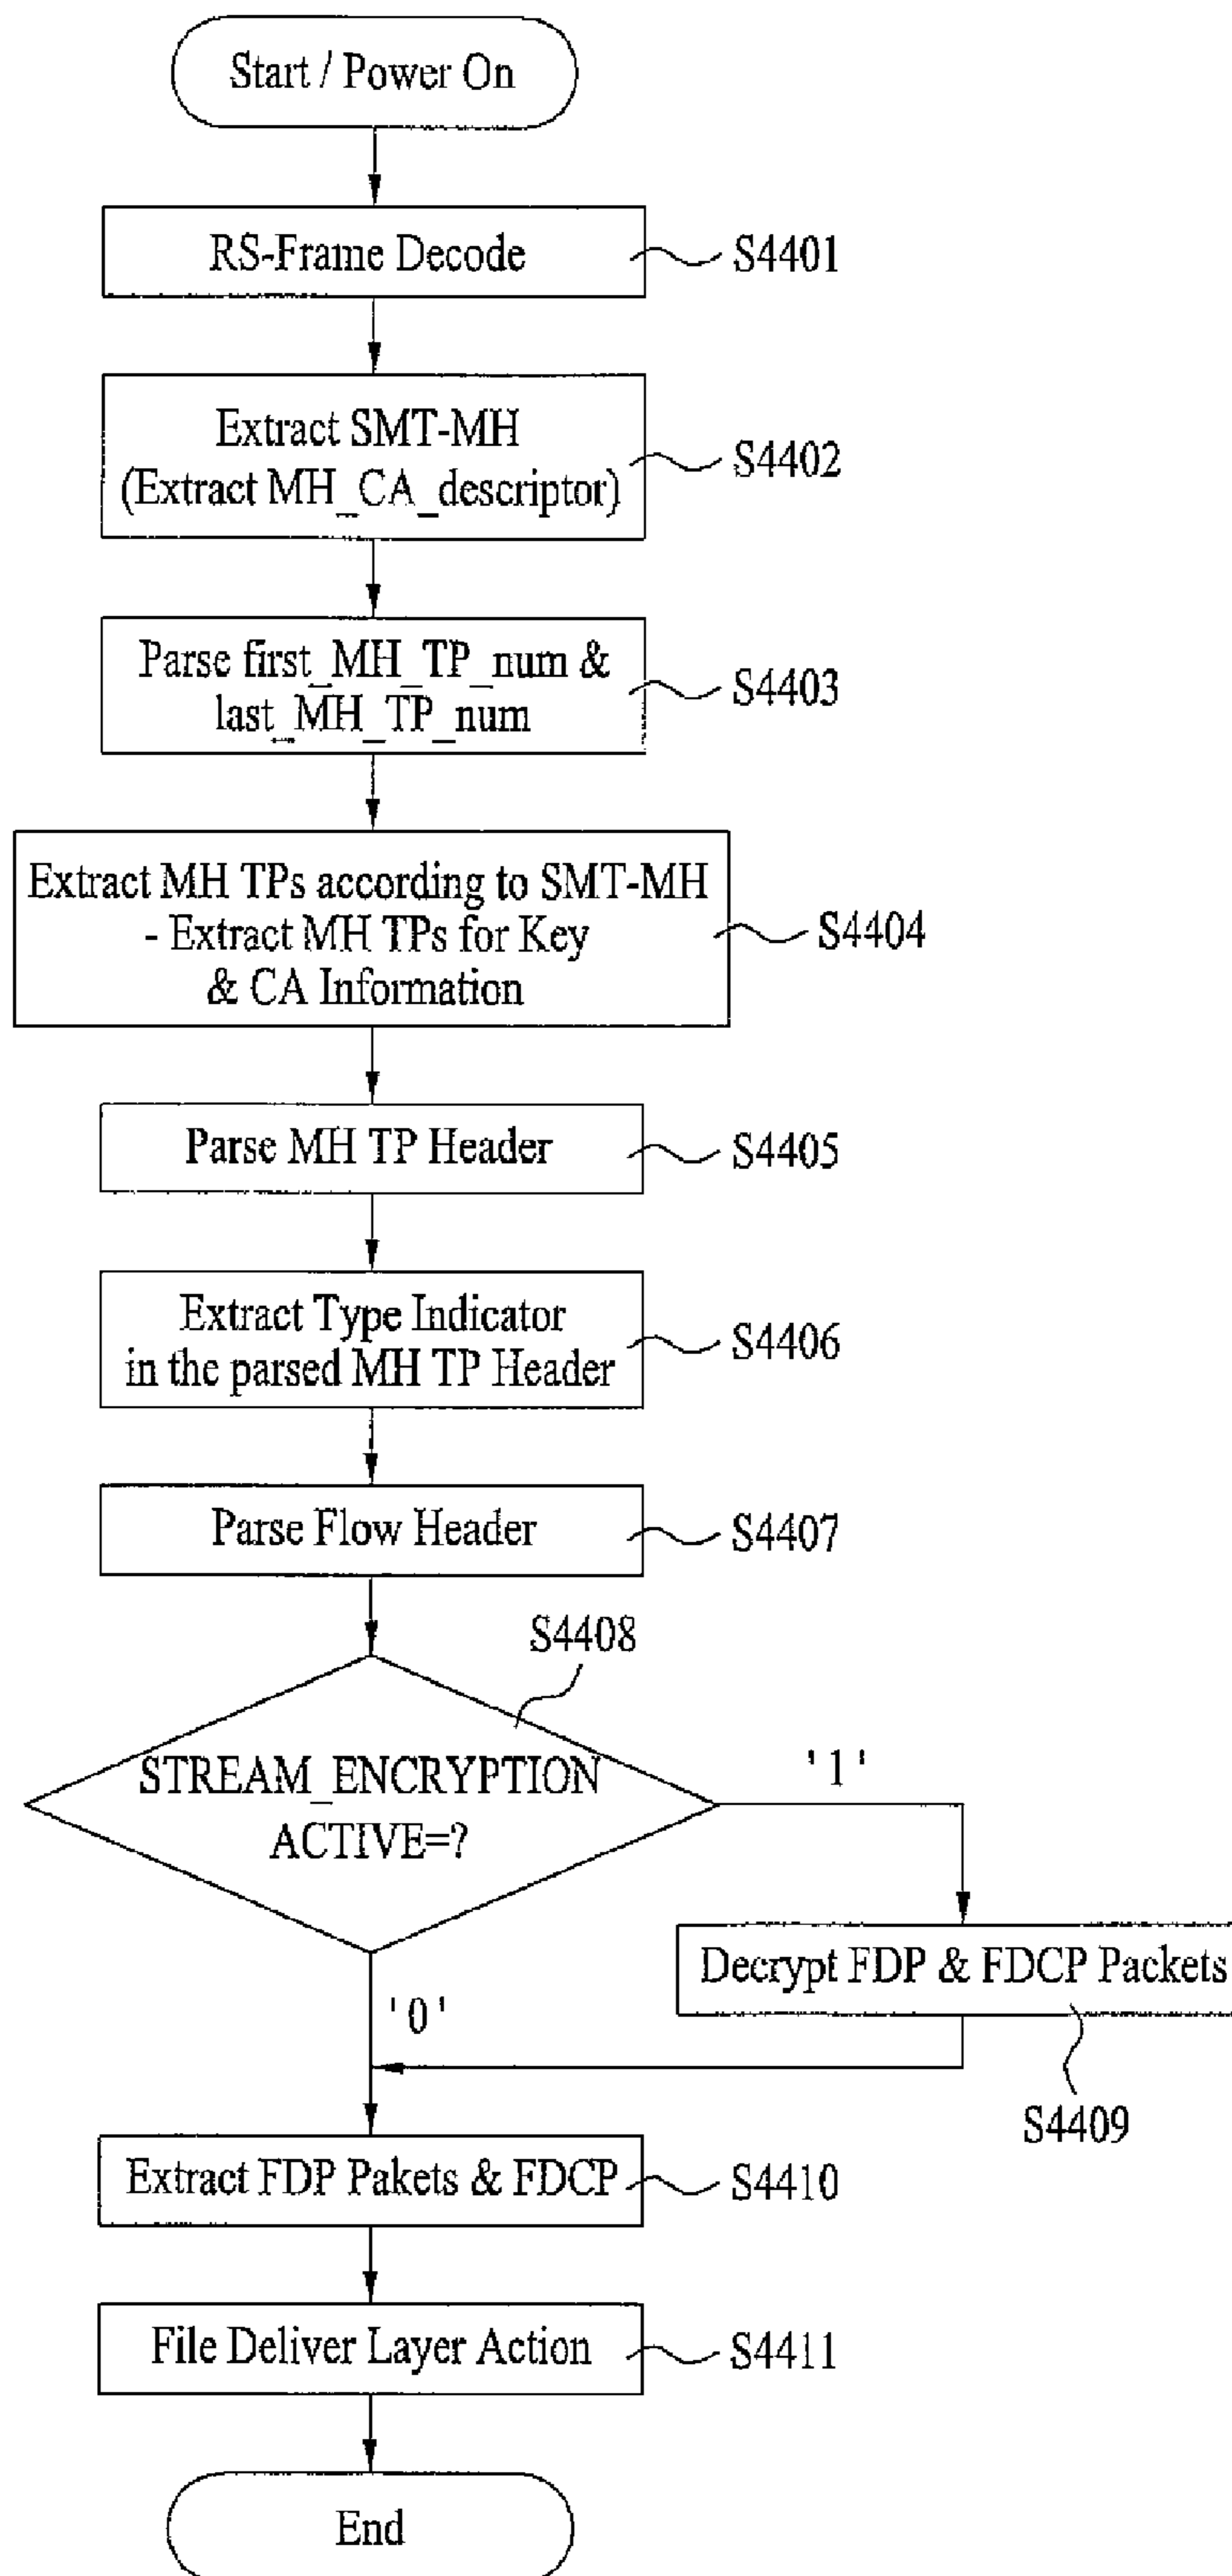 Start / Power On
RS-Frame Decode
S4401
Extract SMT-MH
(Extract MH_CA_descriptor)
S4402
Parse first_MH_TP_num &
last_MH_TP_num
S4403
Extract MH TPs according to SMT-MH
- Extract MH TPs for Key
& CA Information
S4404
Parse MH TP Header
S4405
Extract Type Indicator
in the parsed MH TP Header
S4406
Parse Flow Header
S4407
S4408
STREAM_ENCRYPTION
ACTIVE=?
'1'
Decrypt FDP & FDCP Packets
'0'
S4409
Extract FDP Pakets & FDCP
S4410
File Deliver Layer Action
S4411
End